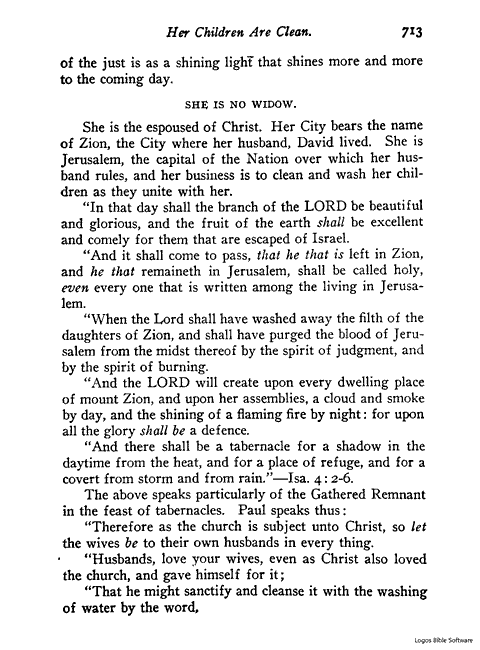 Her Children Are Clean. 713
of the just is as a shining light that shines more and more
to the coming day.
SHE IS NO WIDOW.
She is the espoused of Christ. Her City bears the name
of Zion, the City where her husband, David lived. She is
Jerusalem, the capital of the Nation over which her hus-
band rules, and her business is to clean and wash her chil-
dren as they unite with her.
"In that day shall the branch of the LORD be beautiful
and glorious, and the fruit of the earth shall be excellent
and comely for them that are escaped of Israel.
"And it shall come to pass, that he that is left in Zion,
and he that remaineth in Jerusalem, shall be called holy,
even every one that is written among the living in Jerusa-
lem.
"When the Lord shall have washed away the filth of the
daughters of Zion, and shall have purged the blood of Jeru-
salem from the midst thereof by the spirit of judgment, and
by the spirit of burning.
"And the LORD will create upon every dwelling place
of mount Zion, and upon her assemblies, a cloud and smoke
by day, and the shining of a flaming fire by night: for upon
all the glory shall be a defence.
"And there shall be a tabernacle for a shadow in the
daytime from the heat, and for a place of refuge, and for a
covert from storm and from rain."—Isa. 4: 2-6.
The above speaks particularly of the Gathered Remnant
in the feast of tabernacles. Paul speaks thus:
"Therefore as the church is subject unto Christ, so let
the wives be to their own husbands in every thing.
"Husbands, love your wives, even as Christ also loved
the church, and gave himself for it;
"That he might sanctify and cleanse it with the washing
of water by the word,
Logos Bible Software